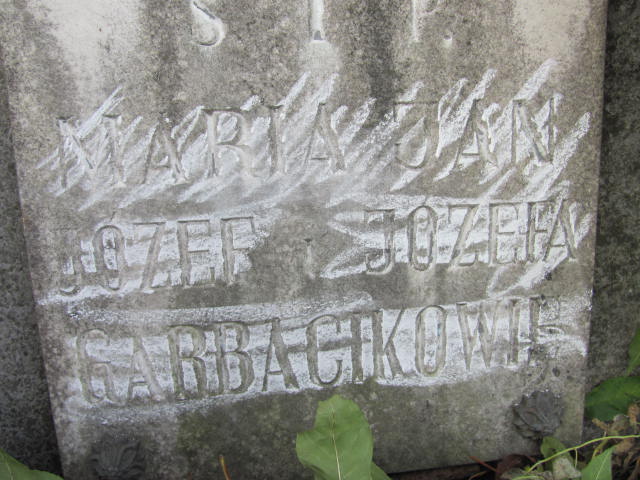 Ś I P.
MARIA JAN
JÓZEF I JÓZEFA
GARBACIKOWIE